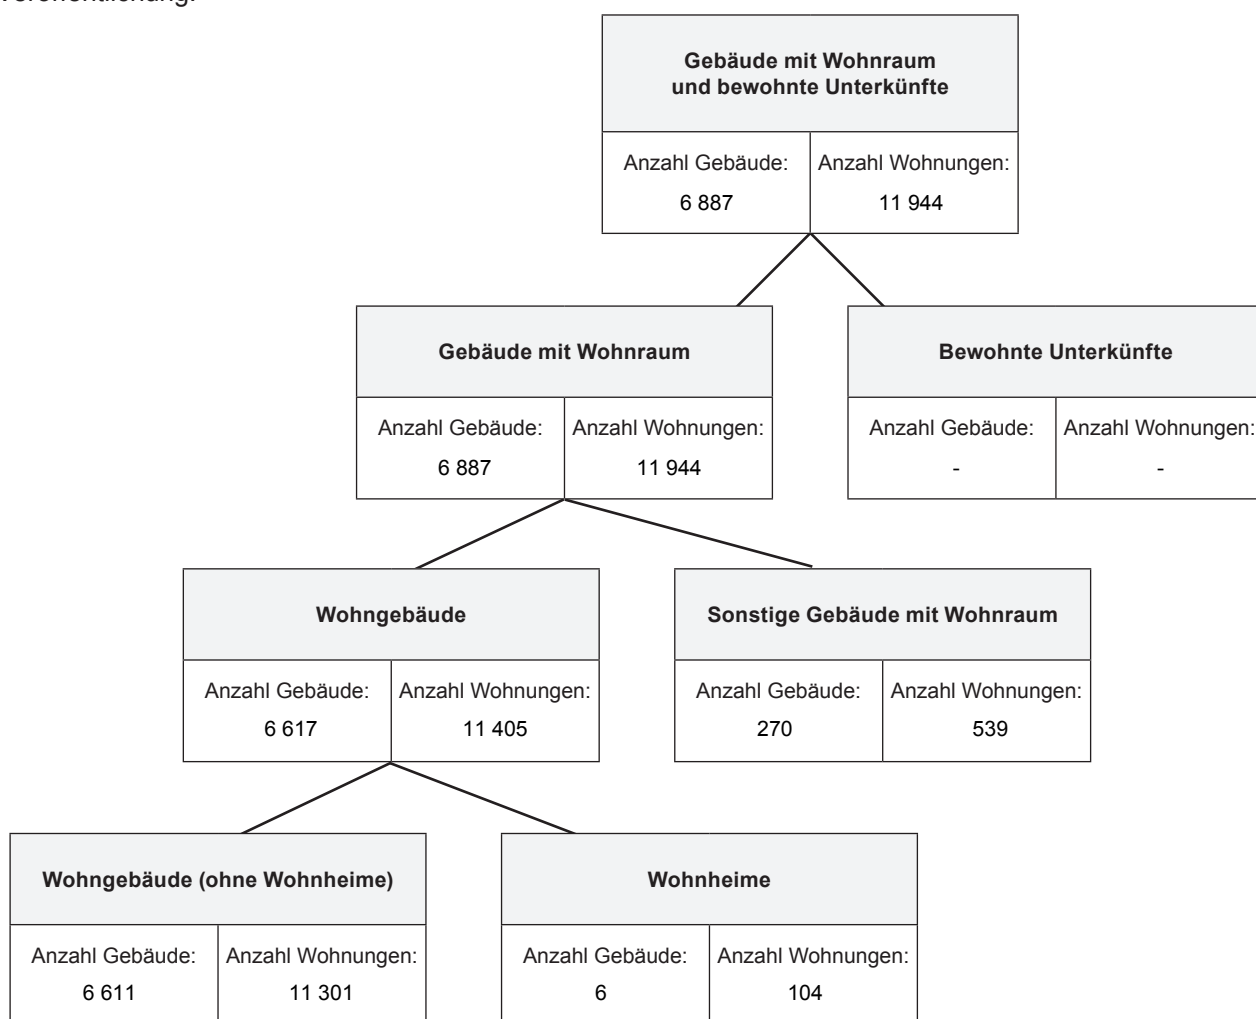 Veröffentlichung.
Gebäude mit Wohnraum
und bewohnte Unterkünfte
Anzahl Gebäude: Anzahl Wohnungen:
6 887 11 944
Gebäude mit Wohnraum Bewohnte Unterkünfte
Anzahl Gebäude: Anzahl Wohnungen: Anzahl Gebäude: Anzahl Wohnungen:
6 887 11 944 - -
Wohngebäude Sonstige Gebäude mit Wohnraum
Anzahl Gebäude: Anzahl Wohnungen: Anzahl Gebäude: Anzahl Wohnungen:
6 617 11 405 270 539
Wohngebäude (ohne Wohnheime) Wohnheime
Anzahl Gebäude: Anzahl Wohnungen: Anzahl Gebäude: Anzahl Wohnungen:
6 611 11 301 6 104